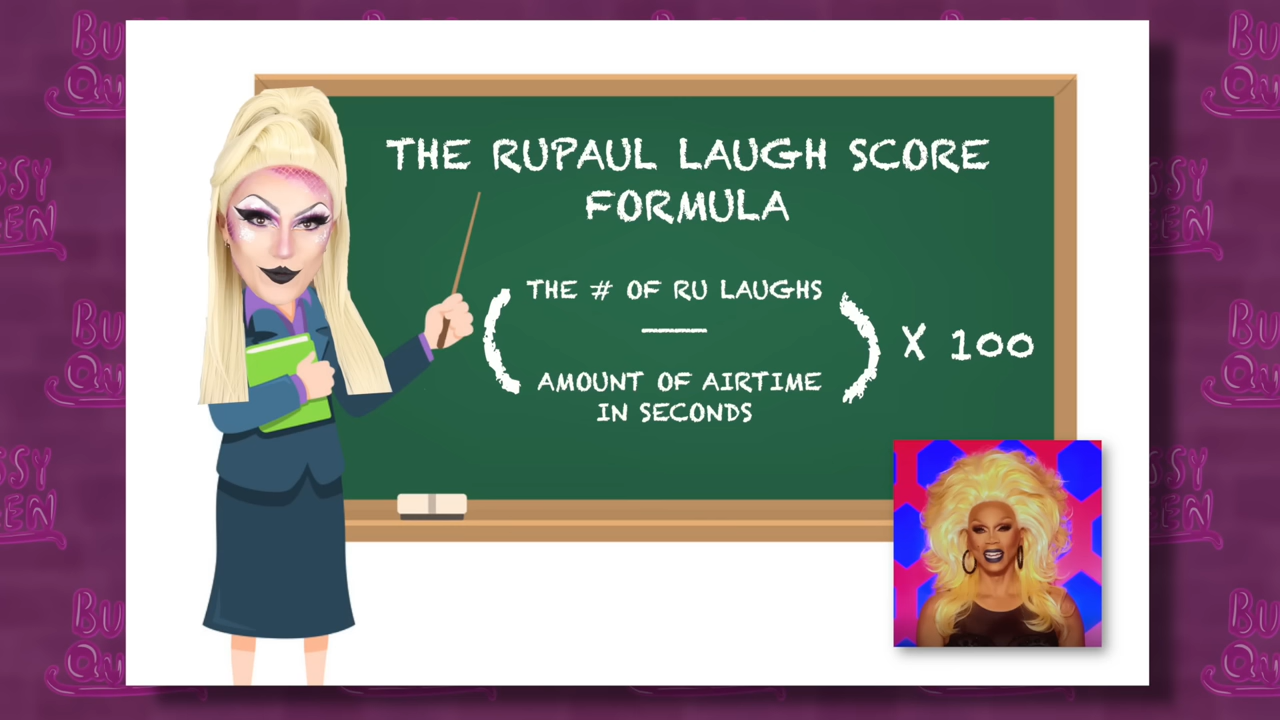 THE RUPAUL LAUGH SCORE
FORMULA
THE # OF RU LAUGHS
AMOUNT OF AIRTIME
IN SECONDS
X 100